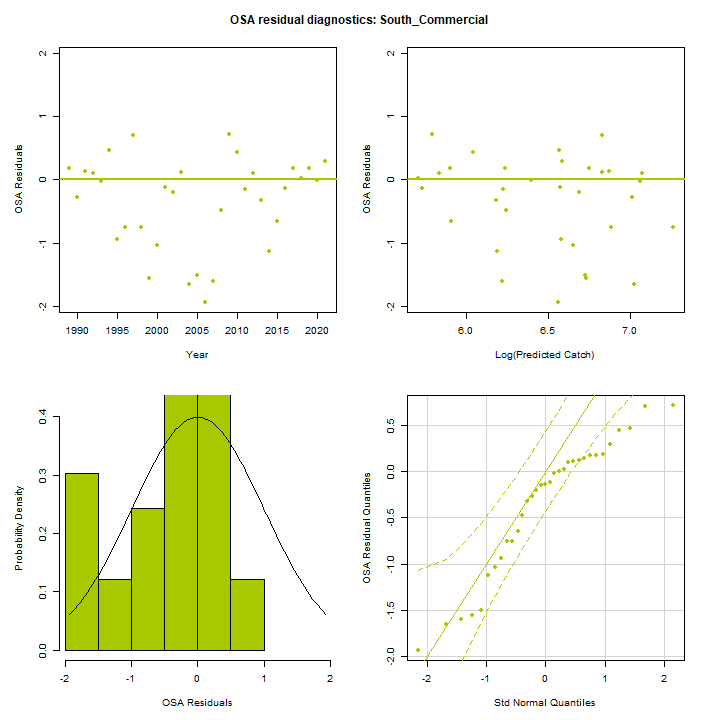 OSA residual diagnostics: South_Commercial
OSA Residuals
2
1
0
-1
-2
1990 1995 2000 2005 2010 2015 2020
Year
OSA Residuals
2
1
0
-1
-2
6.0 6.5 7.0
Log(Predicted Catch)
Probability Density
0.4
0.3
0.2
0.1
0.0
-2 -1 0 1 2
OSA Residuals
OSA Residual Quantiles
0.5
0.0
-0.5
-1.0
-1.5
-2.0
-2 -1 0 1 2
Std Normal Quantiles